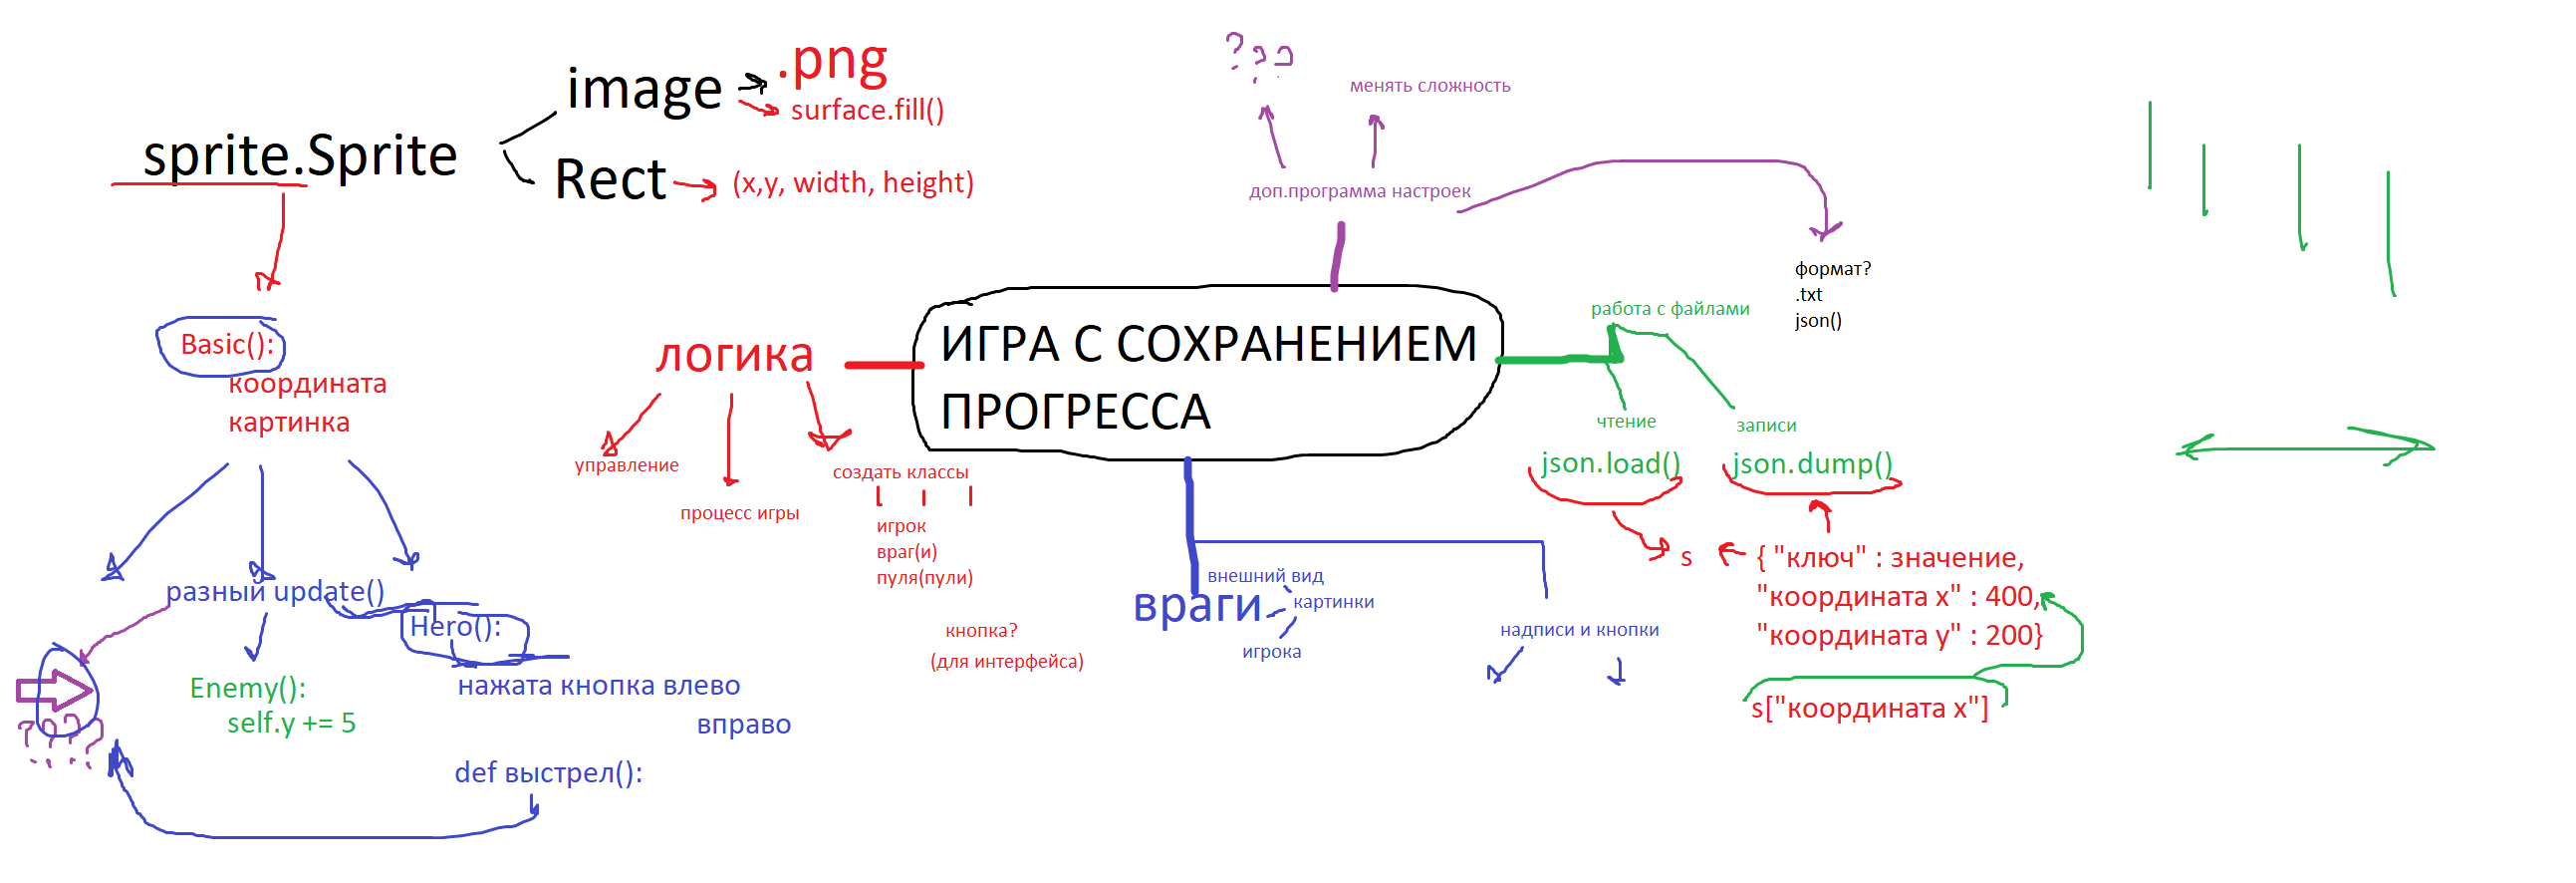 sprite.Sprite
image
.png
surface.fill()
Rect
(x,y, width, height)
Basic():
координата
картинка
разный update()
Enemy():
self.y += 5
Hero():
нажата кнопка влево
вправо
def выстрел():
? ? ? ?
логика
управление
процесс игры
создать классы
игрок
враг(и)
пуля(пули)
кнопка?
(для интерфейса)
ИГРА С СОХРАНЕНИЕМ
ПРОГРЕССА
? ? ?
менять сложность
доп.программа настроек
формат?
.txt
json()
работа с файлами
чтение
записи
json.load()
json.dump()
s
{ "ключ" : значение,
"координата x" : 400,
"координата y" : 200}
s["координата x"]
внешний вид
враги
картинки
игрока
надписи и кнопки